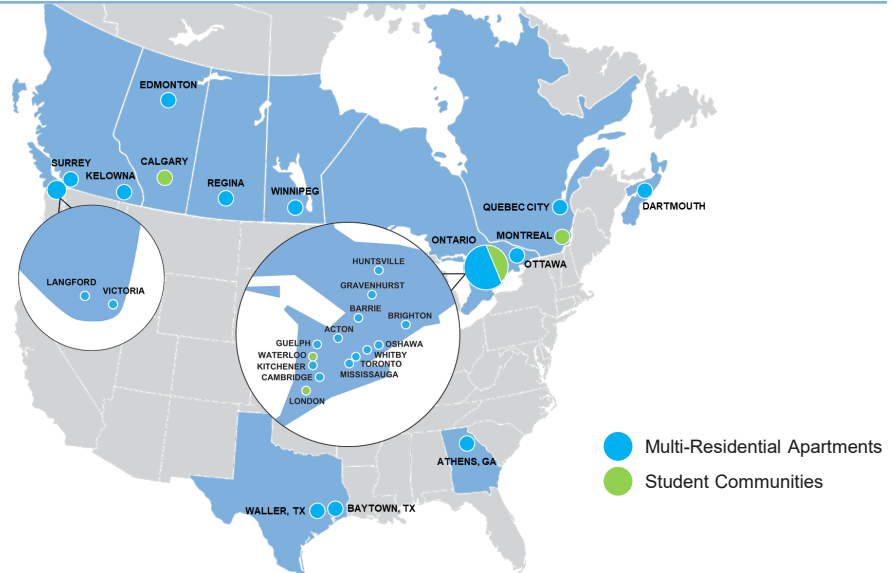 EDMONTON
SURREY
CALGARY
KELOWNA
REGINA
WINNIPEG
QUEBEC CITY
DARTMOUTH
MONTREAL
ONTARIO
OTTAWA
HUNTSVILLE
LANGFORD
GRAVENHURST
VICTORIA
BARRIE
BRIGHTON
ACTON
GUELPH
OSHAWA
WATERLOO
WHITBY
KITCHENER
TORONTO
CAMBRIDGE
MISSISSAUGA
LONDON
Multi-Residential Apartments
ATHENS, GA
Student Communities
WALLER, TX
BAYTOWN, TX